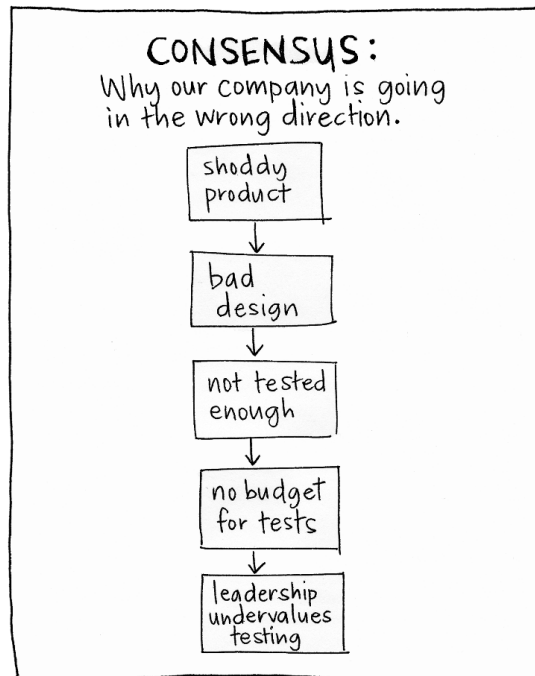 CONSENSUS:
Why our company is going
in the wrong direction.
shoddy
product
bad
design
not tested
enough
no budget
for tests
leadership
undervalues
testing